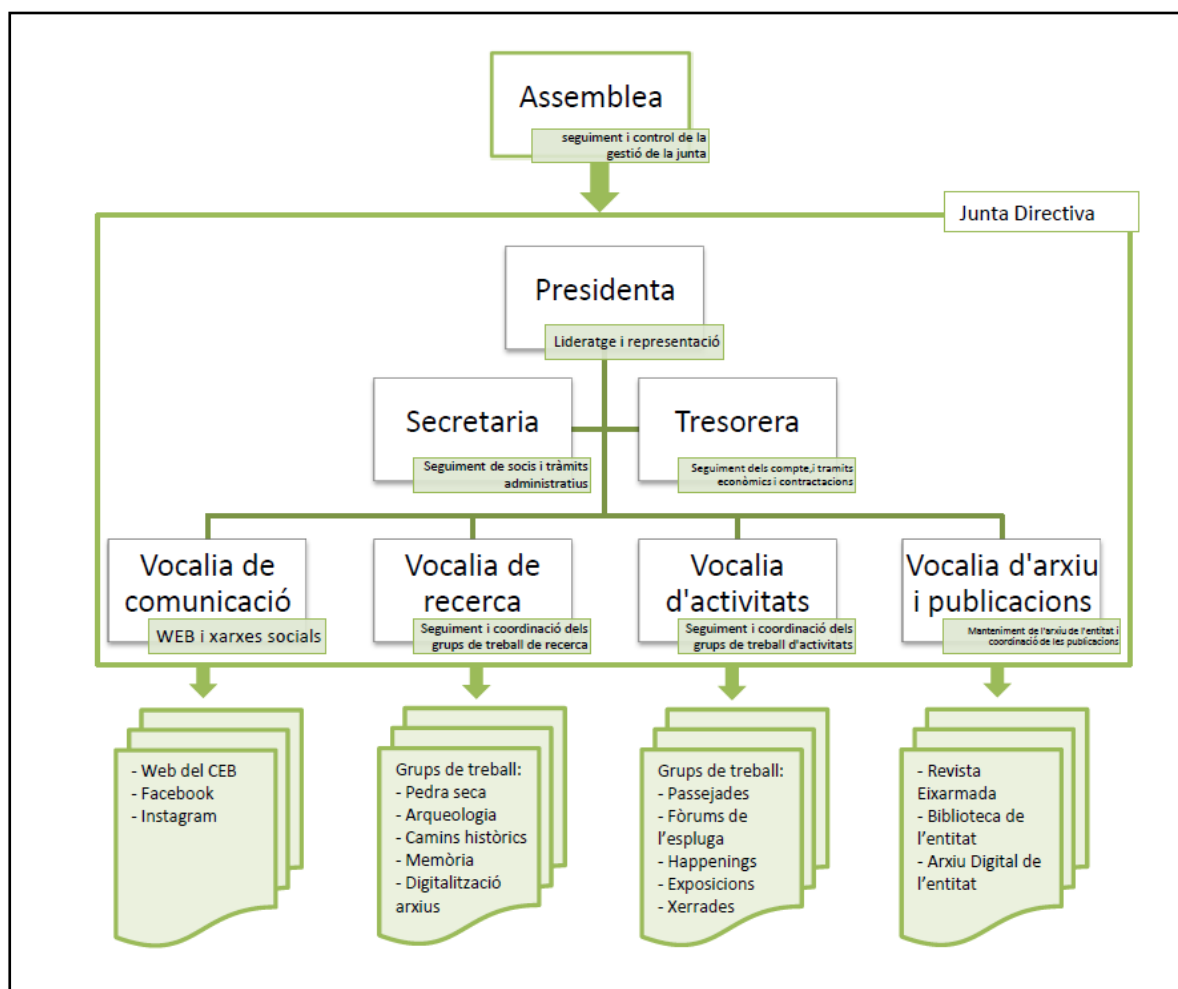 Assemblea
seguiment i control de la
gestió de la junta
Junta Directiva
Presidenta
Lideratge i representació
Secretaria
Seguiment de socis i tràmits
administratius
Tresorera
Seguiment dels compte,i tramits
econòmics i contractacions
Vocalia de
comunicació
WEB i xarxes socials
Vocalia de
recerca
Seguiment i coordinació dels
grups de treball de recerca
Vocalia
d'activitats
Seguiment i coordinació dels
grups de treball d'activitats
Vocalia d'arxiu
i publicacions
Manteniment de l'arxiu de l'entitat i
coordinació de les publicacions
- Web del CEB
- Facebook
- Instagram
Grups de treball:
- Pedra seca
- Arqueologia
- Camins històrics
- Memòria
- Digitalització
arxius
Grups de treball:
- Passejades
- Fòrums de
l’espluga
- Happenings
- Exposicions
- Xerrades
- Revista
Eixarmada
- Biblioteca de
l’entitat
- Arxiu Digital de
l’entitat